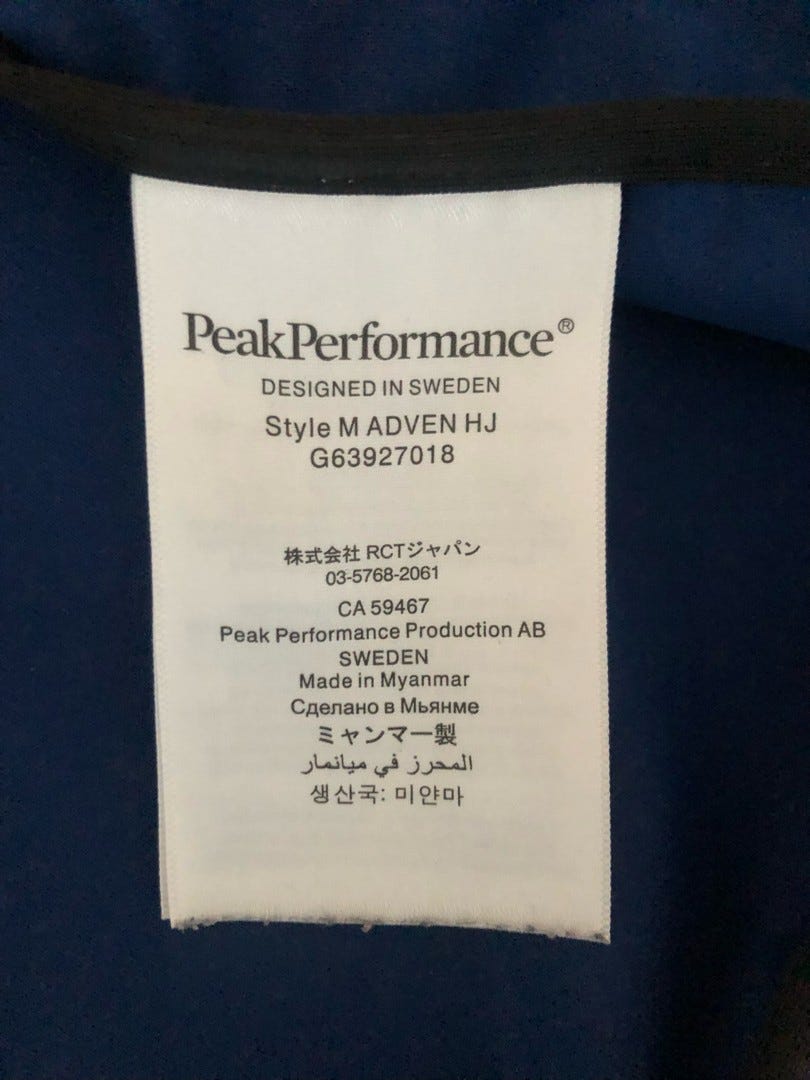 PeakPerformance®
DESIGNED IN SWEDEN
Style M ADVEN HJ
G63927018
株式会社 RCTジャパン
03-5768-2061
CA 59467
Peak Performance Production AB
SWEDEN
Made in Myanmar
Сделано в Мьянме
ミャンマー製
المحرز في ميانمار
생산국: 미얀마